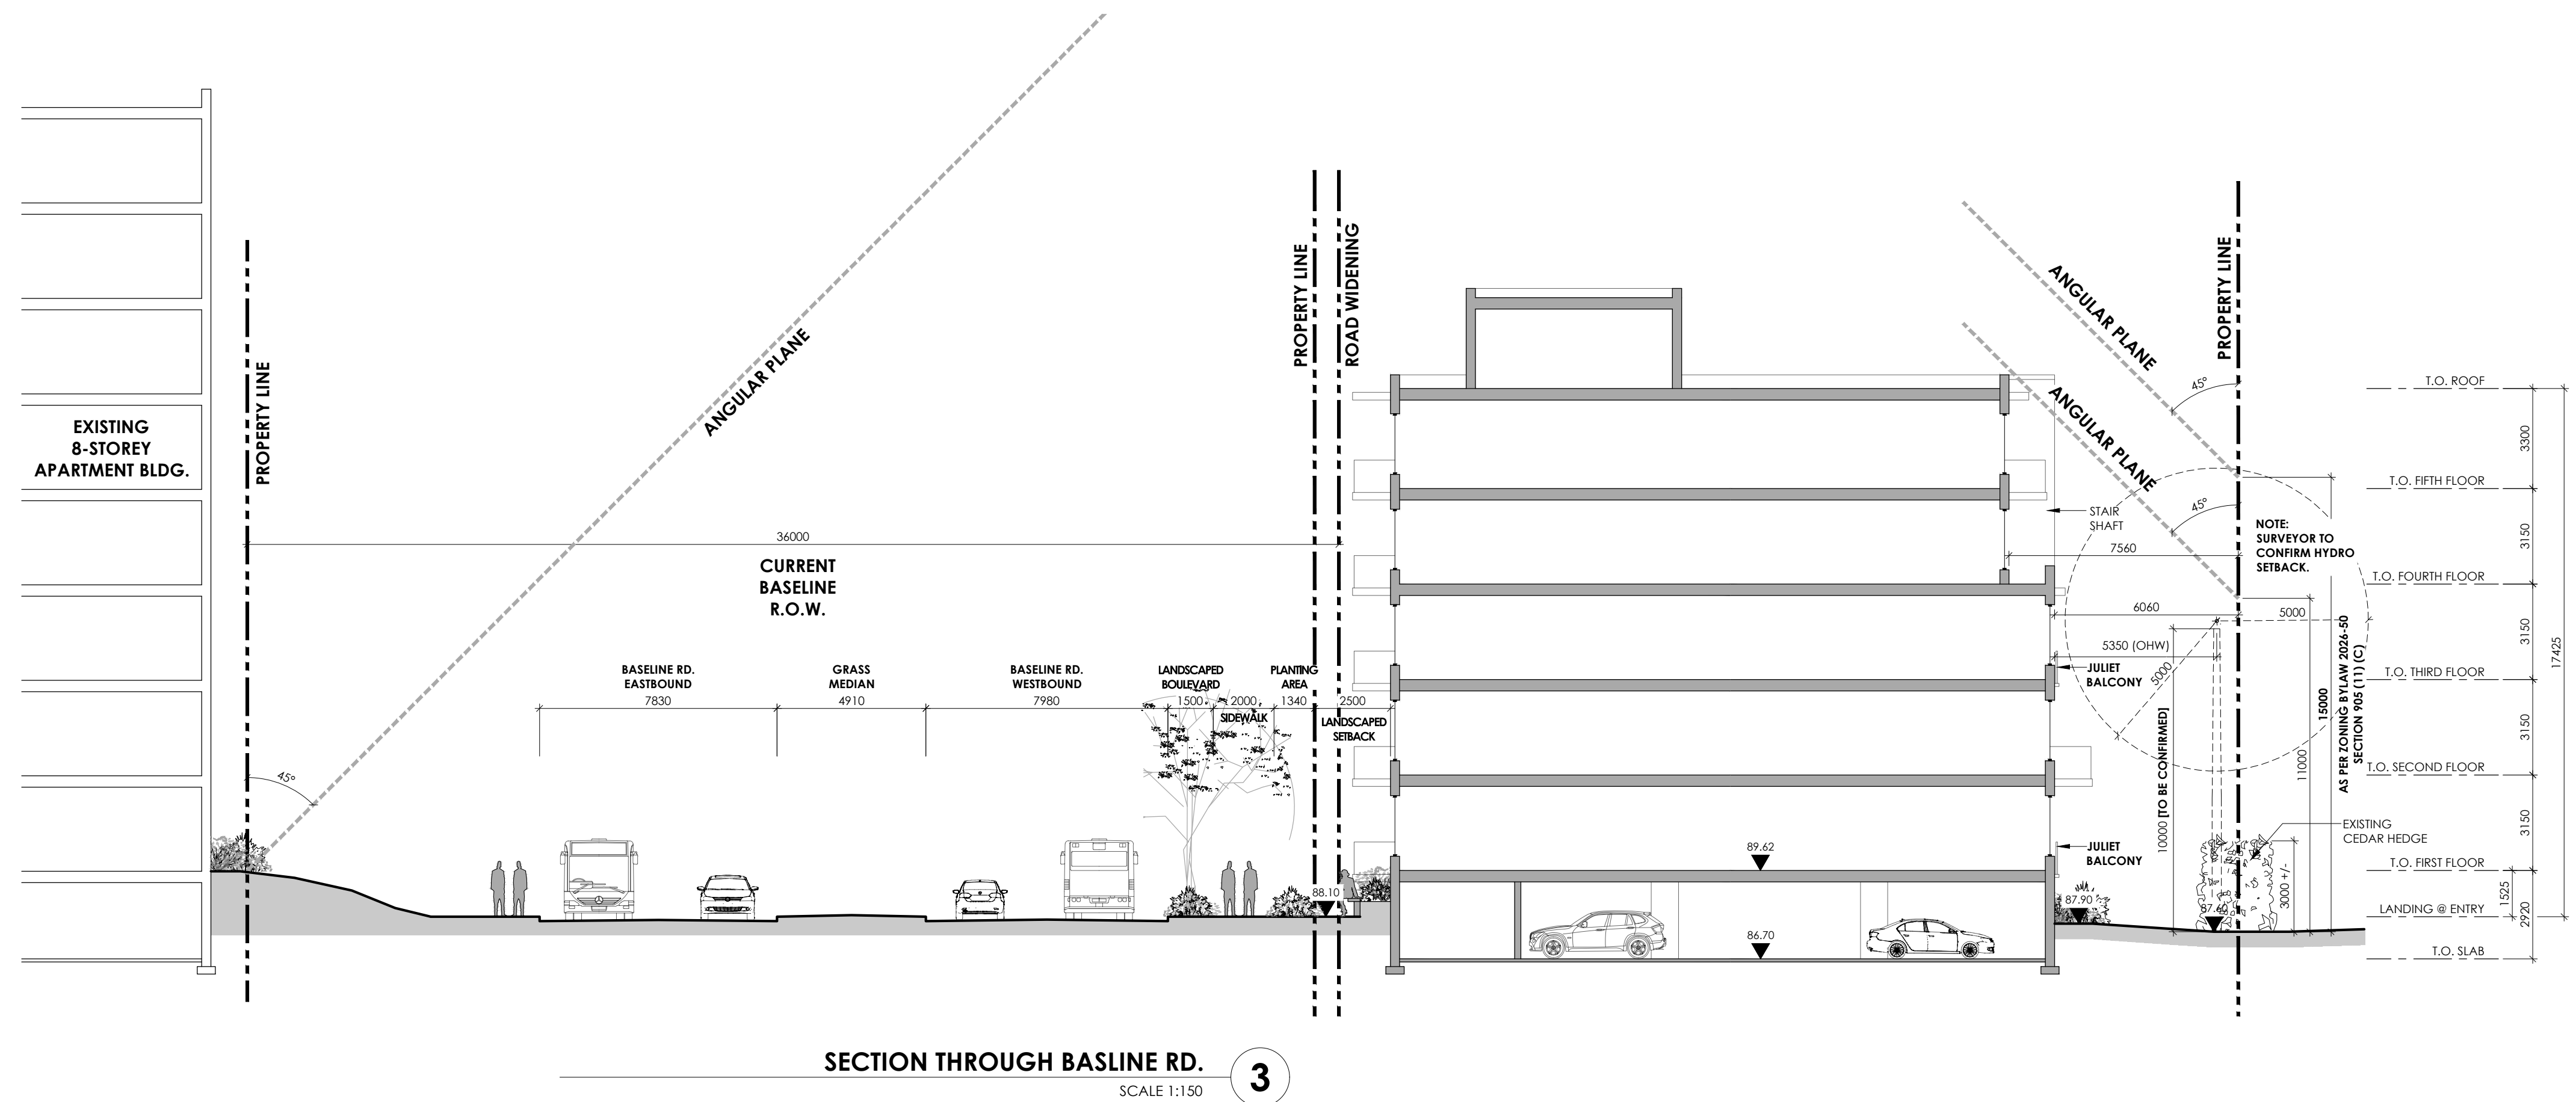 EXISTING
8-STOREY
APARTMENT BLDG.
PROPERTY LINE
45°
ANGULAR PLANE
36000
CURRENT
BASELINE
R.O.W.
BASELINE RD.
EASTBOUND
7830
GRASS
MEDIAN
4910
BASELINE RD.
WESTBOUND
7980
LANDSCAPED
BOULEVARD
1500
2000
SIDEWALK
PLANTING
AREA
1340
2500
LANDSCAPED
SETBACK
PROPERTY LINE
ROAD WIDENING
88.10
89.62
86.70
ANGULAR PLANE
45°
ANGULAR PLANE
45°
PROPERTY LINE
STAIR
SHAFT
7560
NOTE:
SURVEYOR TO
CONFIRM HYDRO
SETBACK.
6060
5000
5350 (OHW)
5000
JULIET
BALCONY
10000 [TO BE CONFIRMED]
JULIET
BALCONY
87.90
87.60
3000 +/-
11000
15000
AS PER ZONING BYLAW 2026-50
SECTION 905 (11) (C)
EXISTING
CEDAR HEDGE
T.O. ROOF
3300
T.O. FIFTH FLOOR
3150
T.O. FOURTH FLOOR
3150
T.O. THIRD FLOOR
3150
T.O. SECOND FLOOR
3150
T.O. FIRST FLOOR
1525
LANDING @ ENTRY
2920
T.O. SLAB
17425
SECTION THROUGH BASLINE RD.
3
SCALE 1:150